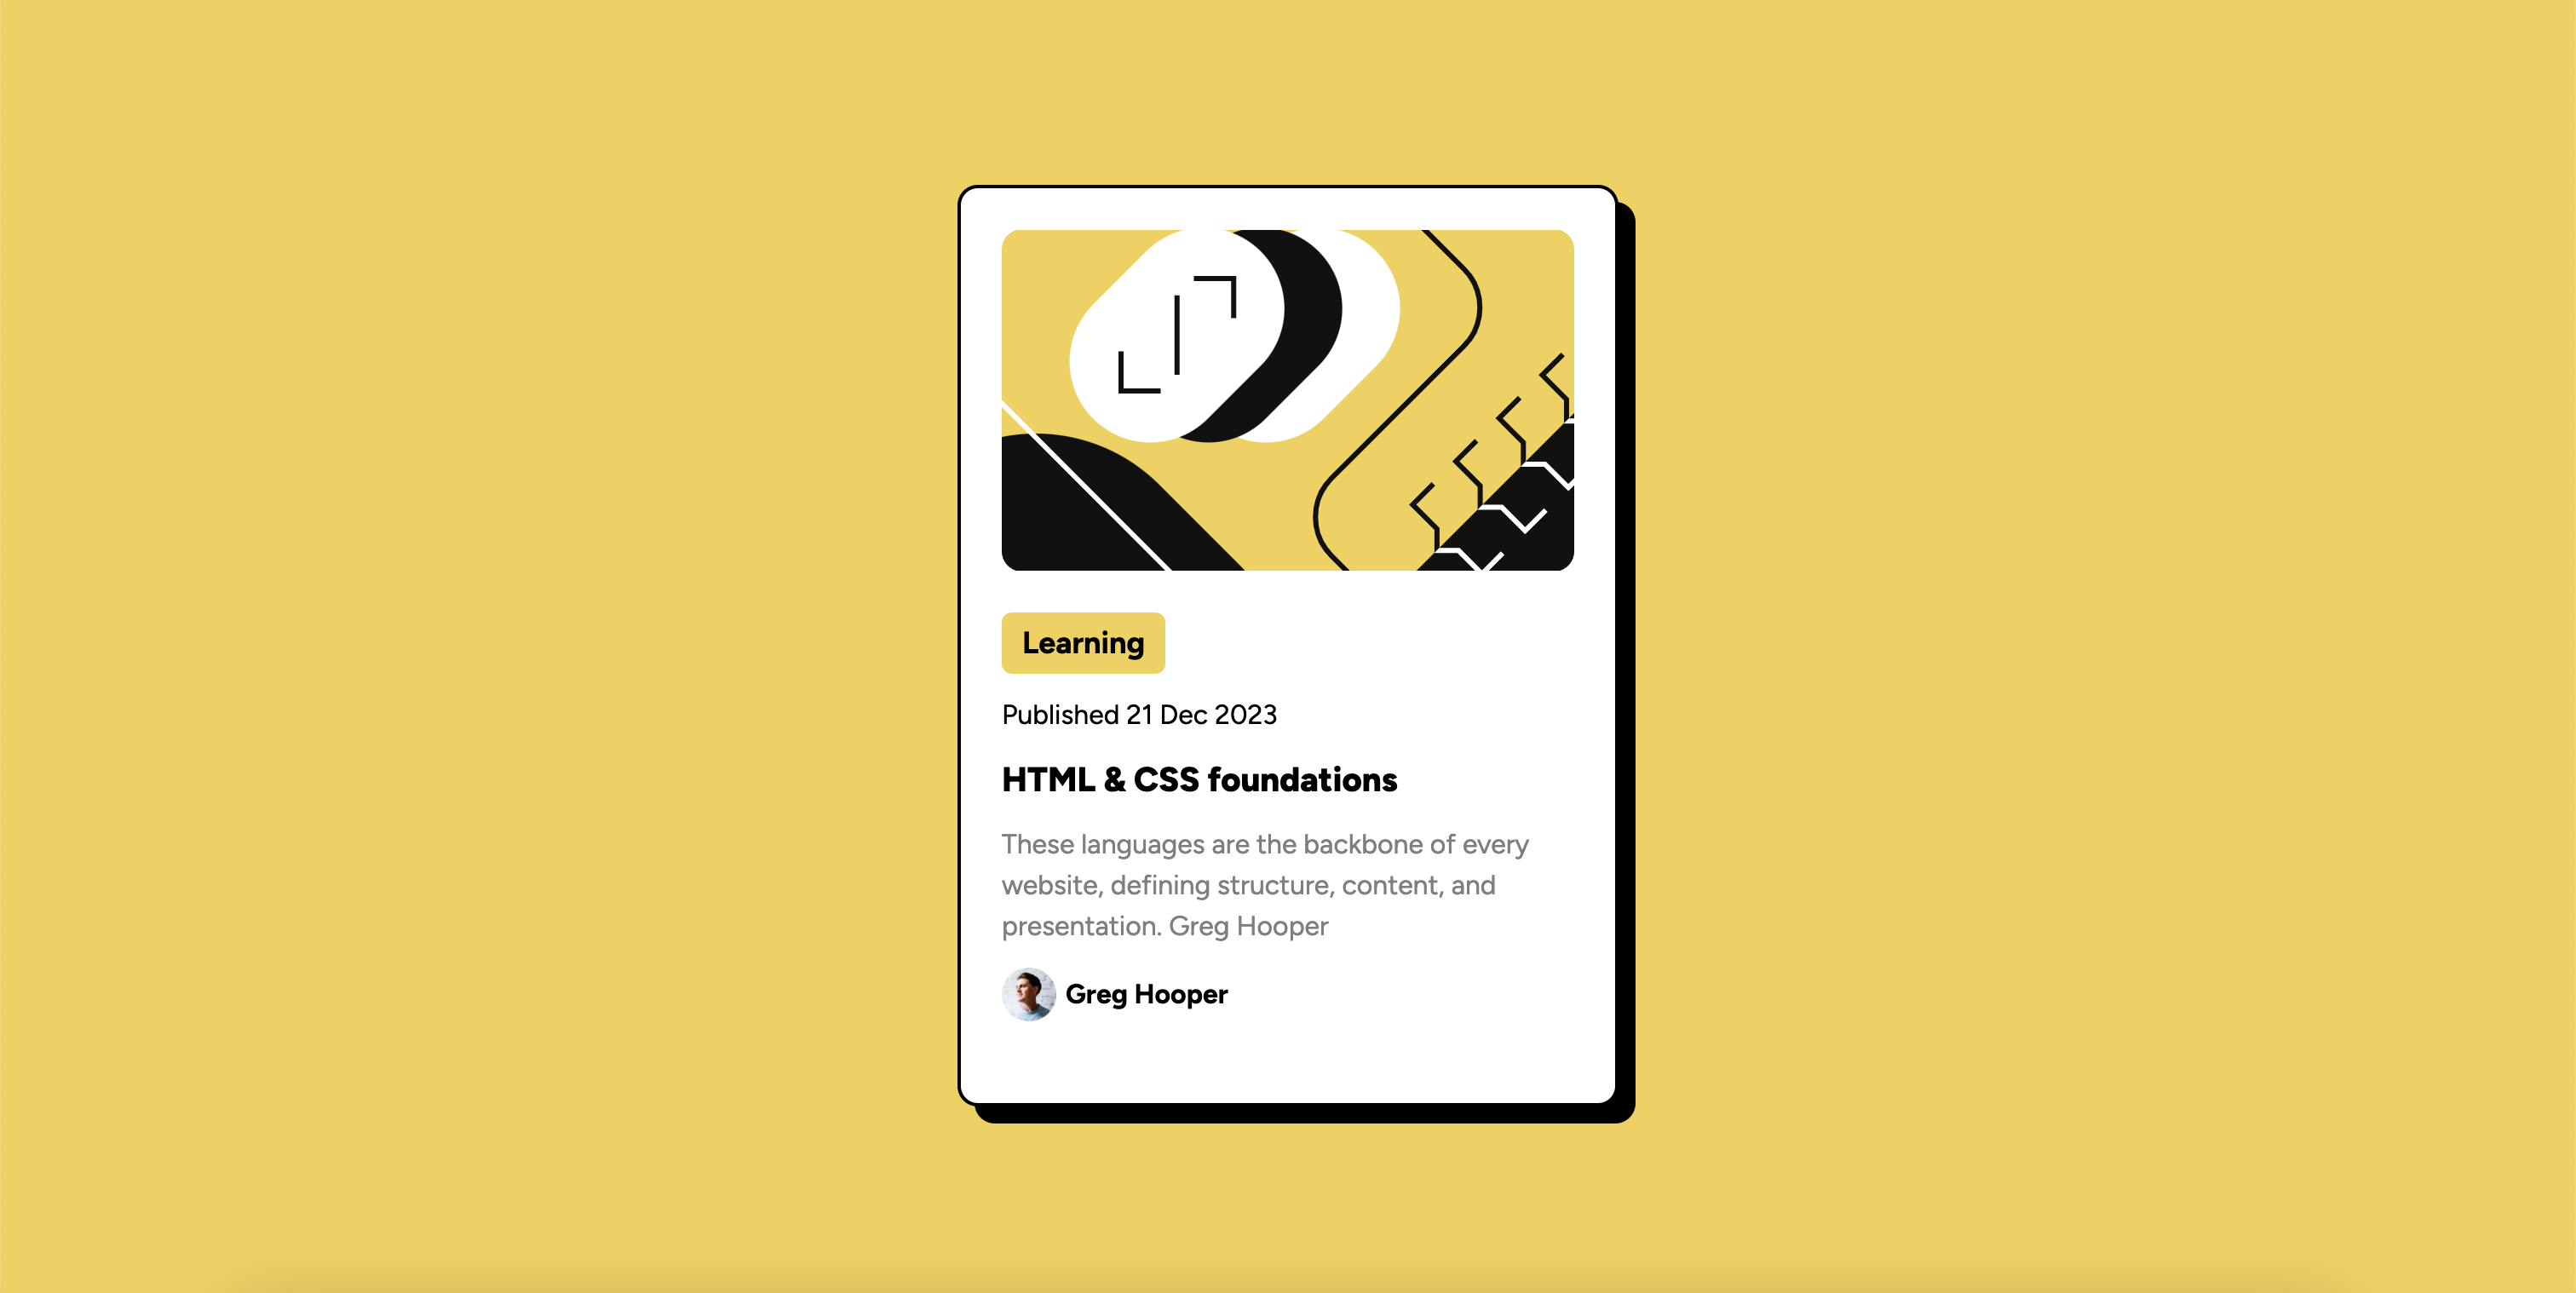 Learning
Published 21 Dec 2023
HTML & CSS foundations
These languages are the backbone of every
website, defining structure, content, and
presentation. Greg Hooper
Greg Hooper